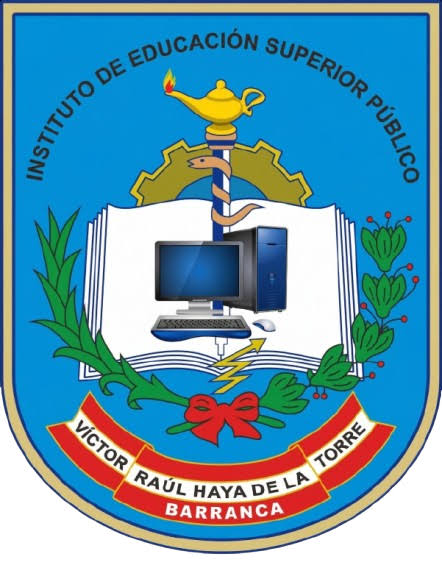 INSTITUTO DE EDUCACIÓN SUPERIOR PÚBLICO
VÍCTOR RAÚL HAYA DE LA TORRE
BARRANCA